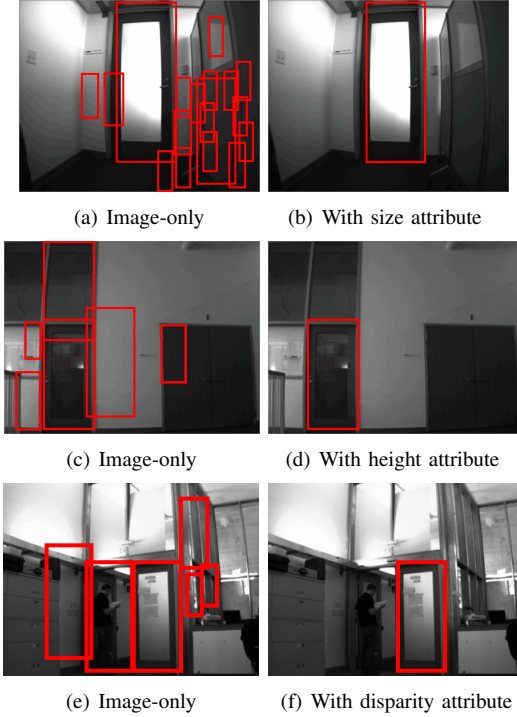 (a) Image-only
(b) With size attribute
(c) Image-only
(d) With height attribute
(e) Image-only
(f) With disparity attribute